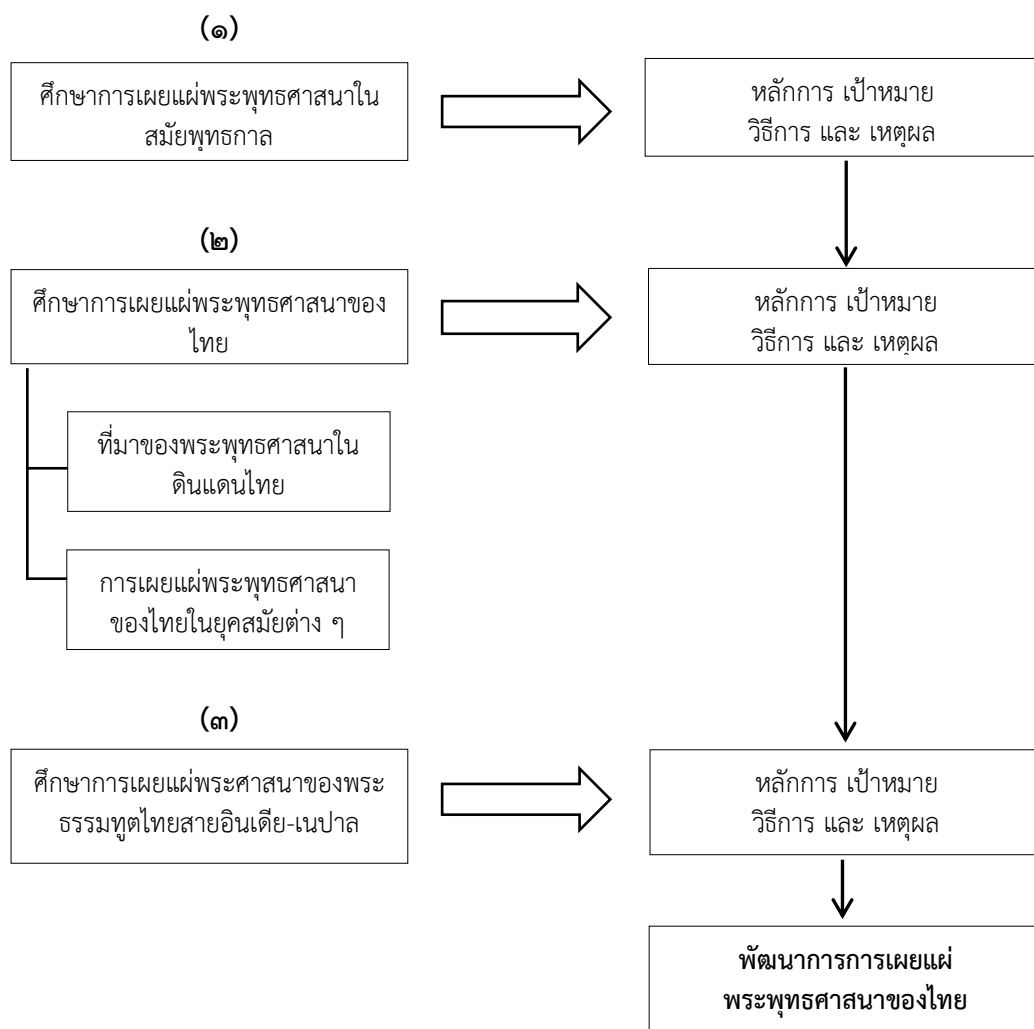 (๑)
ศึกษาการเผยแผ่พระพุทธศาสนาใน
สมัยพุทธกาล
หลักการ เป้าหมาย
วิธีการ และ เหตุผล
(๒)
ศึกษาการเผยแผ่พระพุทธศาสนาของ
ไทย
หลักการ เป้าหมาย
วิธีการ และ เหตุผล
ที่มาของพระพุทธศาสนาใน
ดินแดนไทย
การเผยแผ่พระพุทธศาสนา
ของไทยในยุคสมัยต่าง ๆ
(๓)
ศึกษาการเผยแผ่พระศาสนาของพระ
ธรรมทูตไทยสายอินเดีย-เนปาล
หลักการ เป้าหมาย
วิธีการ และ เหตุผล
พัฒนาการการเผยแผ่
พระพุทธศาสนาของไทย